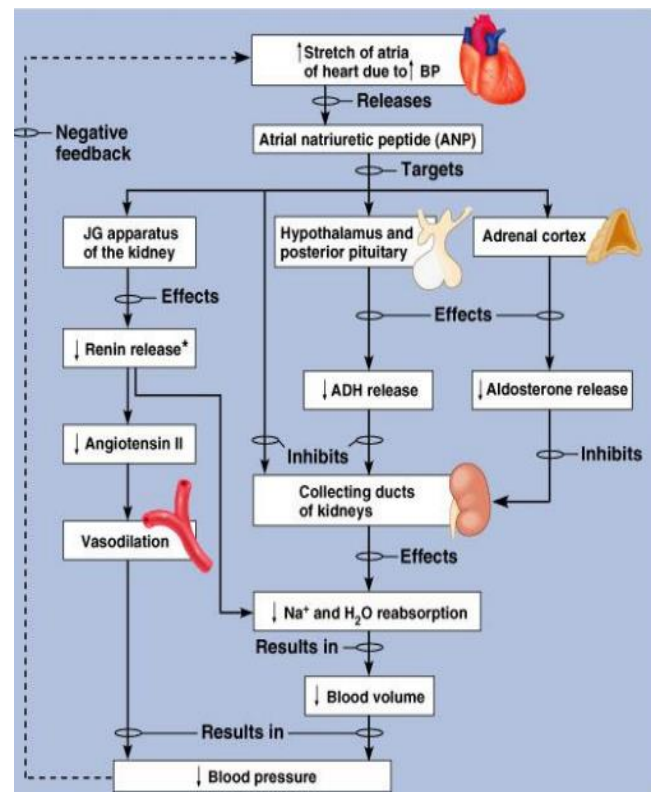 ↑Stretch of atria
of heart due to↑ BP
Releases
Negative
feedback
Atrial natriuretic peptide (ANP)
Targets
JG apparatus
of the kidney
Hypothalamus and
posterior pituitary
Adrenal cortex
Effects
Effects
↓ Renin release*
↓ ADH release
↓ Aldosterone release
↓ Angiotensin II
Inhibits
Inhibits
Collecting ducts
of kidneys
Vasodilation
Effects
↓ Na⁺ and H₂O reabsorption
Results in
↓ Blood volume
Results in
↓ Blood pressure